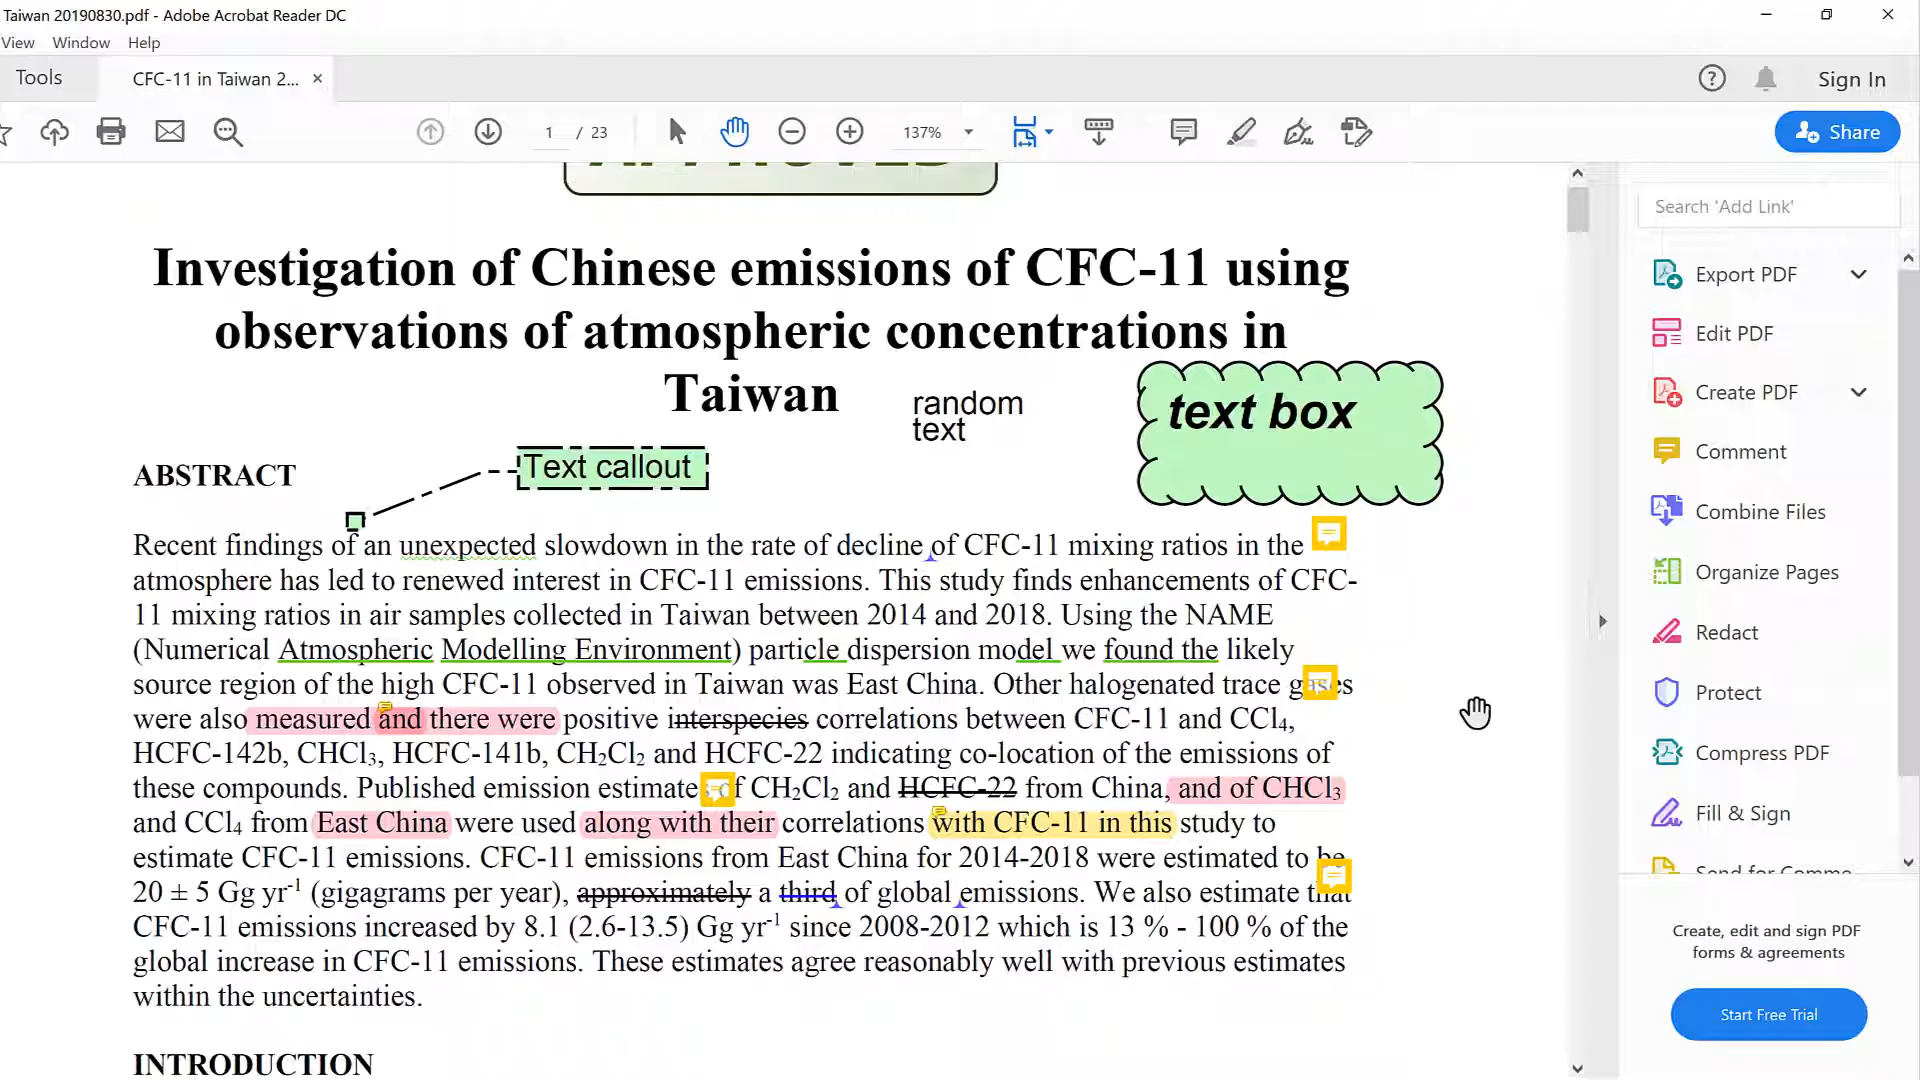 Taiwan 20190830.pdf - Adobe Acrobat Reader DC
View Window Help
Tools
CFC-11 in Taiwan 2... ×
Sign In
1 / 23
137%
Share
APPROVED
Investigation of Chinese emissions of CFC-11 using
observations of atmospheric concentrations in
Taiwan
random
text
text box
Text callout
ABSTRACT
Recent findings of an unexpected slowdown in the rate of decline of CFC-11 mixing ratios in the
atmosphere has led to renewed interest in CFC-11 emissions. This study finds enhancements of CFC-
11 mixing ratios in air samples collected in Taiwan between 2014 and 2018. Using the NAME
(Numerical Atmospheric Modelling Environment) particle dispersion model we found the likely
source region of the high CFC-11 observed in Taiwan was East China. Other halogenated trace gases
were also measured and there were positive interspecies correlations between CFC-11 and CCl₄,
HCFC-142b, CHCl₃, HCFC-141b, CH₂Cl₂ and HCFC-22 indicating co-location of the emissions of
these compounds. Published emission estimates of CH₂Cl₂ and HCFC-22 from China, and of CHCl₃
and CCl₄ from East China were used along with their correlations with CFC-11 in this study to
estimate CFC-11 emissions. CFC-11 emissions from East China for 2014-2018 were estimated to be
20 ± 5 Gg yr⁻¹ (gigagrams per year), approximately a third of global emissions. We also estimate that
CFC-11 emissions increased by 8.1 (2.6-13.5) Gg yr⁻¹ since 2008-2012 which is 13 % - 100 % of the
global increase in CFC-11 emissions. These estimates agree reasonably well with previous estimates
within the uncertainties.
INTRODUCTION
Search 'Add Link'
Export PDF
Edit PDF
Create PDF
Comment
Combine Files
Organize Pages
Redact
Protect
Compress PDF
Fill & Sign
Send for Comme
Create, edit and sign PDF
forms & agreements
Start Free Trial